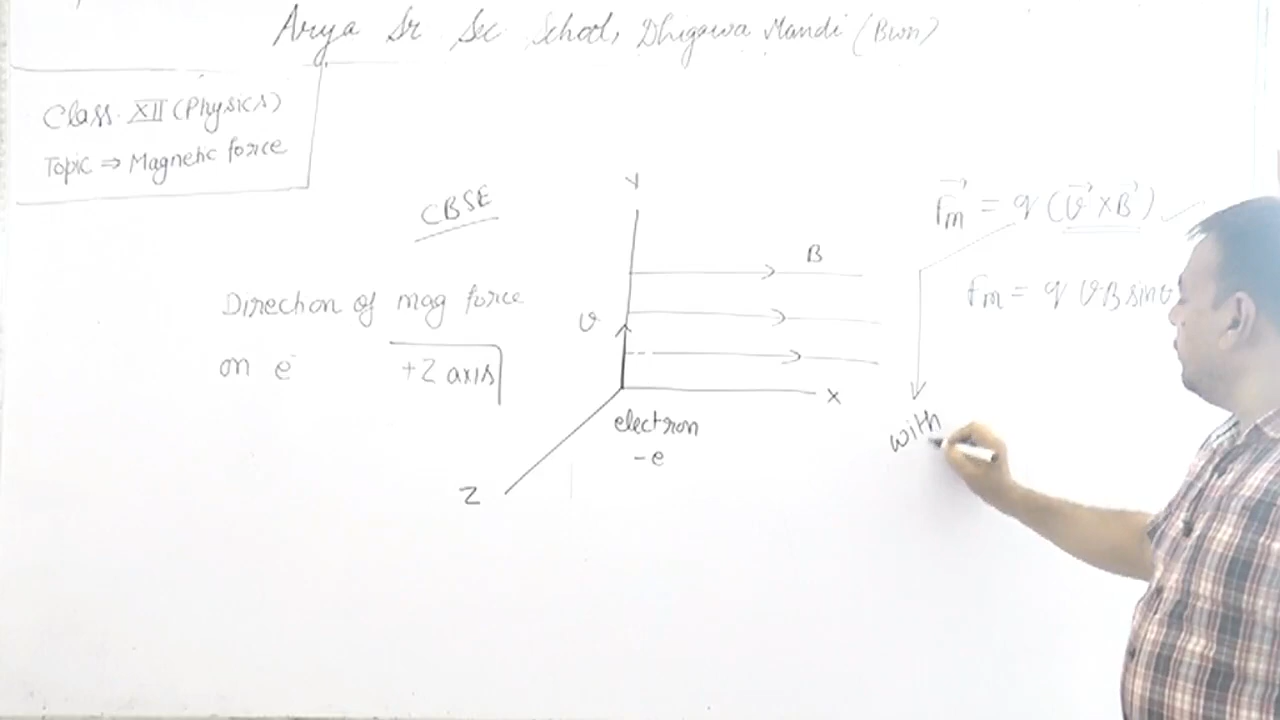 Arya Sr Sec School, Dhigawa Mandi (Bwn)
Class. XII (Physics)
Topic ⇒ Magnetic force
CBSE
Direction of mag force
on e
+Z axis
Y
B
v
X
electron
-e
Z
Fm = q (v × B)
fm = q vB sinθ
with